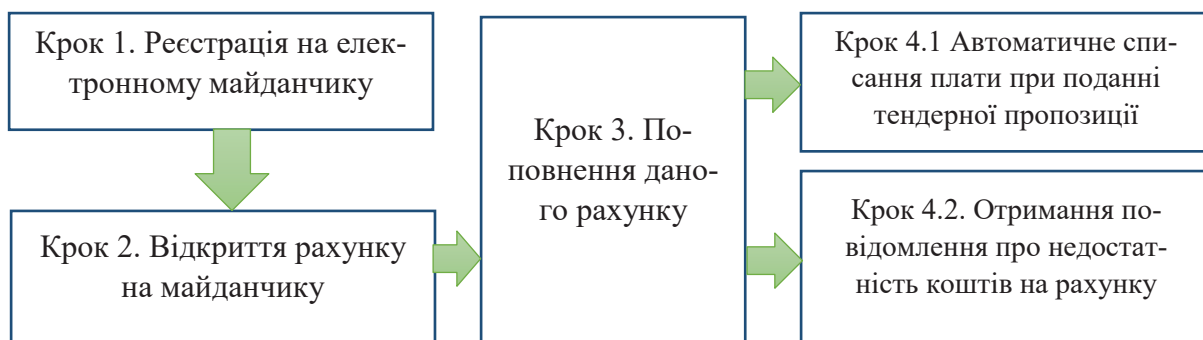 Крок 1. Реєстрація на елек-
тронному майданчику
Крок 2. Відкриття рахунку
на майданчику
Крок 3. По-
повнення дано-
го рахунку
Крок 4.1 Автоматичне спи-
сання плати при поданні
тендерної пропозиції
Крок 4.2. Отримання по-
відомлення про недостат-
ність коштів на рахунку